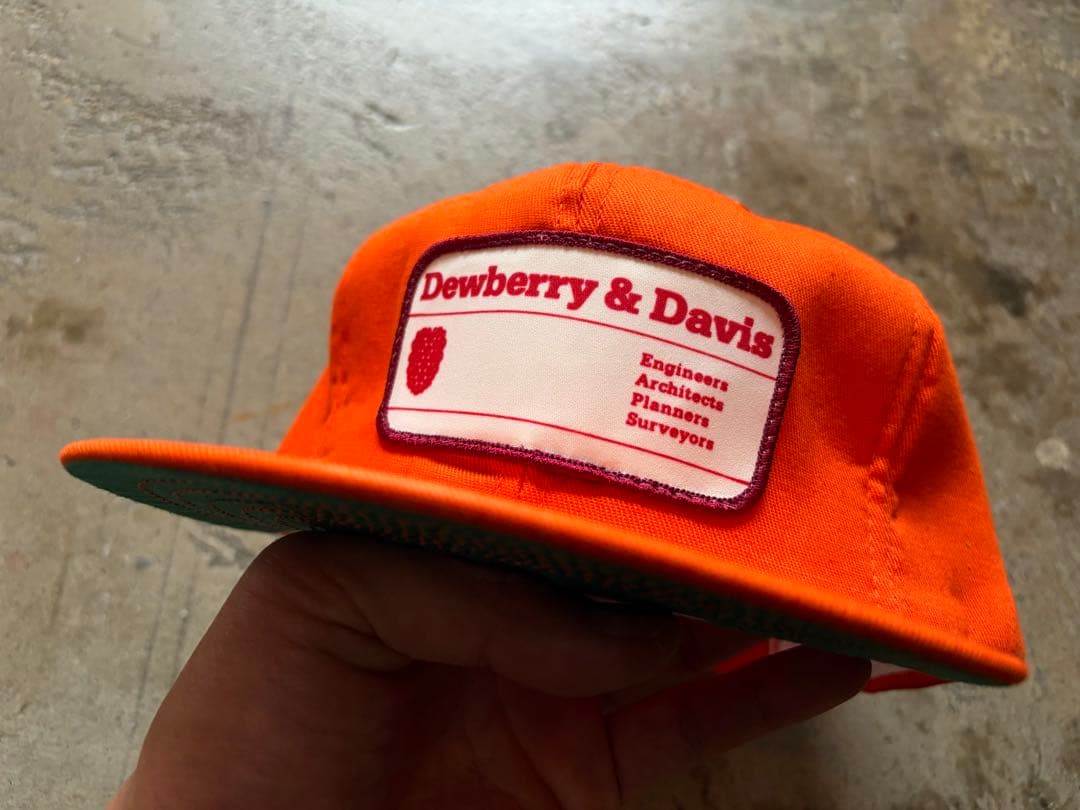 Dewberry & Davis
Engineers
Architects
Planners
Surveyors